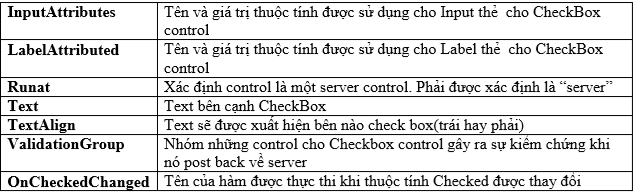 InputAttributes Tên và giá trị thuộc tính được sử dụng cho Input thẻ cho CheckBox
control
LabelAttributed Tên và giá trị thuộc tính được sử dụng cho Label thẻ cho CheckBox
control
Runat Xác định control là một server control. Phải được xác định là “server”
Text Text bên cạnh CheckBox
TextAlign Text sẽ được xuất hiện bên nào check box(trái hay phải)
ValidationGroup Nhóm những control cho Checkbox control gây ra sự kiểm chứng khi
nó post back về server
OnCheckedChanged Tên của hàm được thực thi khi thuộc tính Checked được thay đổi